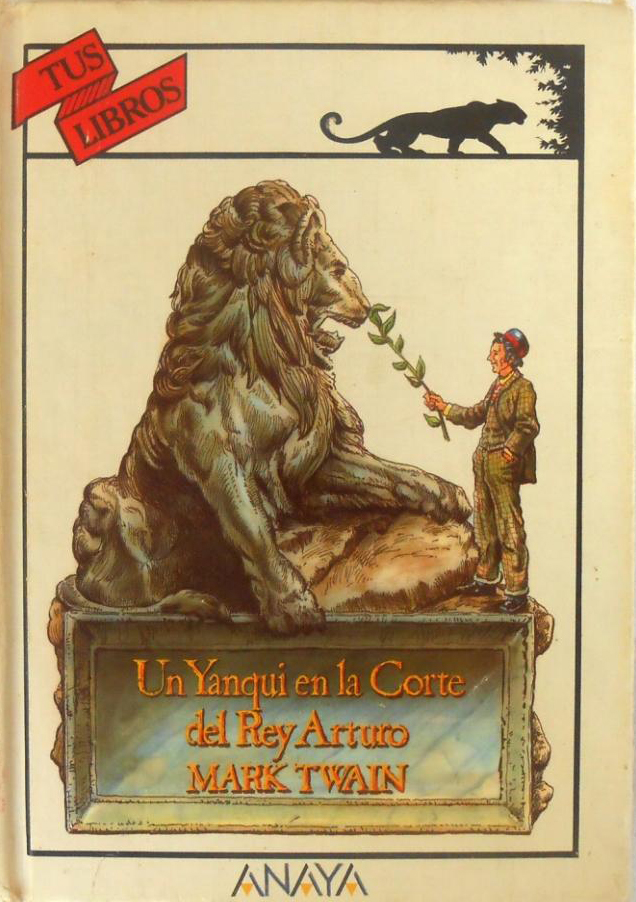 TUS
LIBROS
Un Yanqui en la Corte
del Rey Arturo
MARK TWAIN
ANAYA